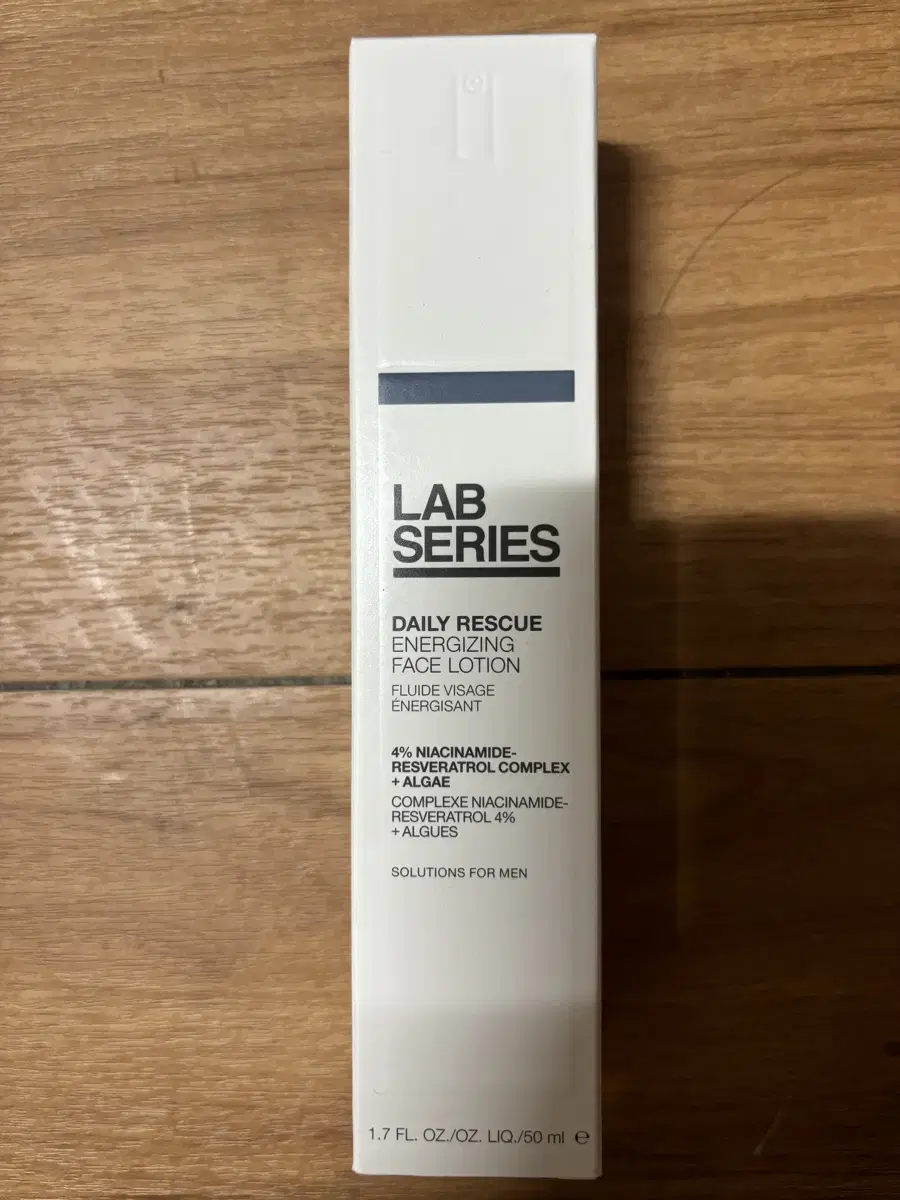 LAB
SERIES
DAILY RESCUE
ENERGIZING
FACE LOTION
FLUIDE VISAGE
ÉNERGISANT
4% NIACINAMIDE-
RESVERATROL COMPLEX
+ ALGAE
COMPLEXE NIACINAMIDE-
RESVERATROL 4%
+ ALGUES
SOLUTIONS FOR MEN
1.7 FL. OZ./OZ. LIQ./50 ml ℮